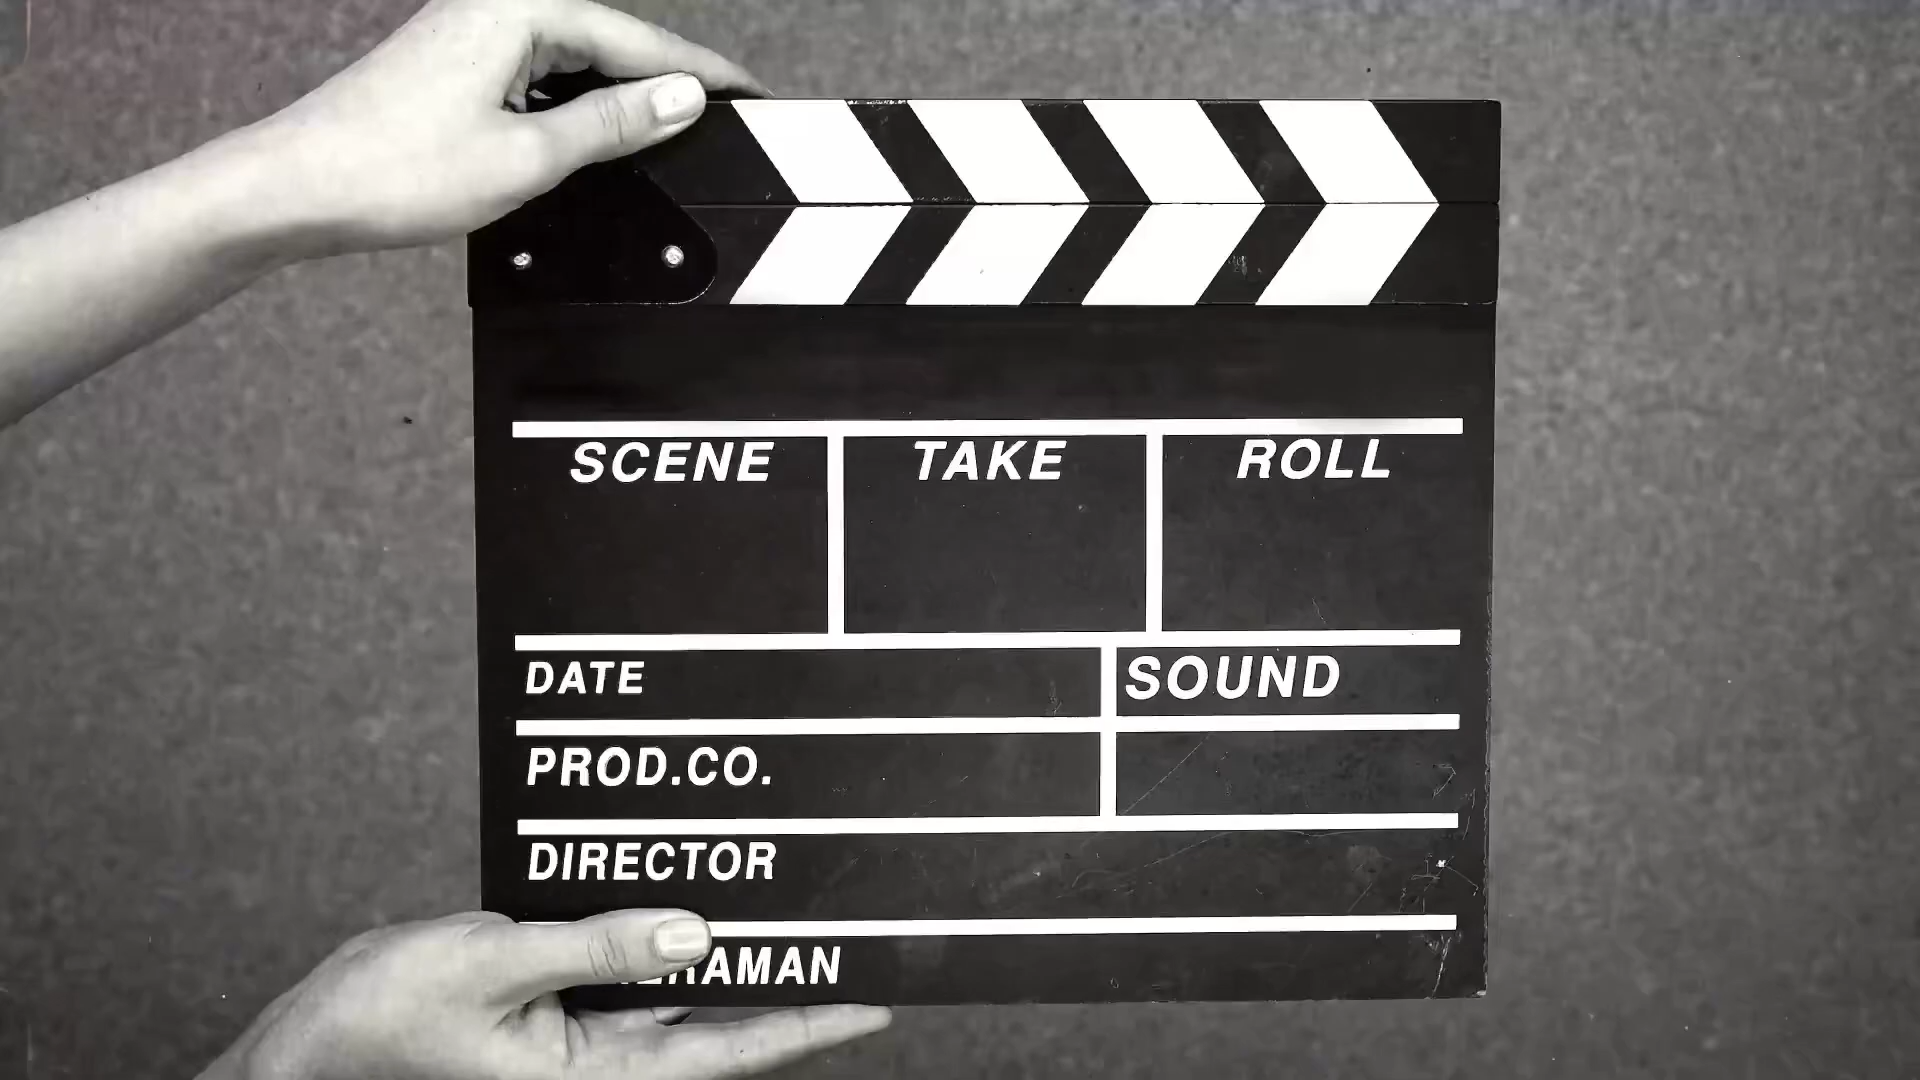 SCENE TAKE ROLL
DATE SOUND
PROD.CO.
DIRECTOR